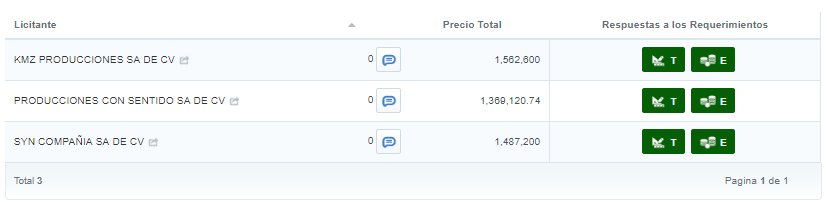 Licitante Precio Total Respuestas a los Requerimientos
KMZ PRODUCCIONES SA DE CV 0 1,562,600 T E
PRODUCCIONES CON SENTIDO SA DE CV 0 1,369,120.74 T E
SYN COMPAÑIA SA DE CV 0 1,487,200 T E
Total 3 Pagina 1 de 1